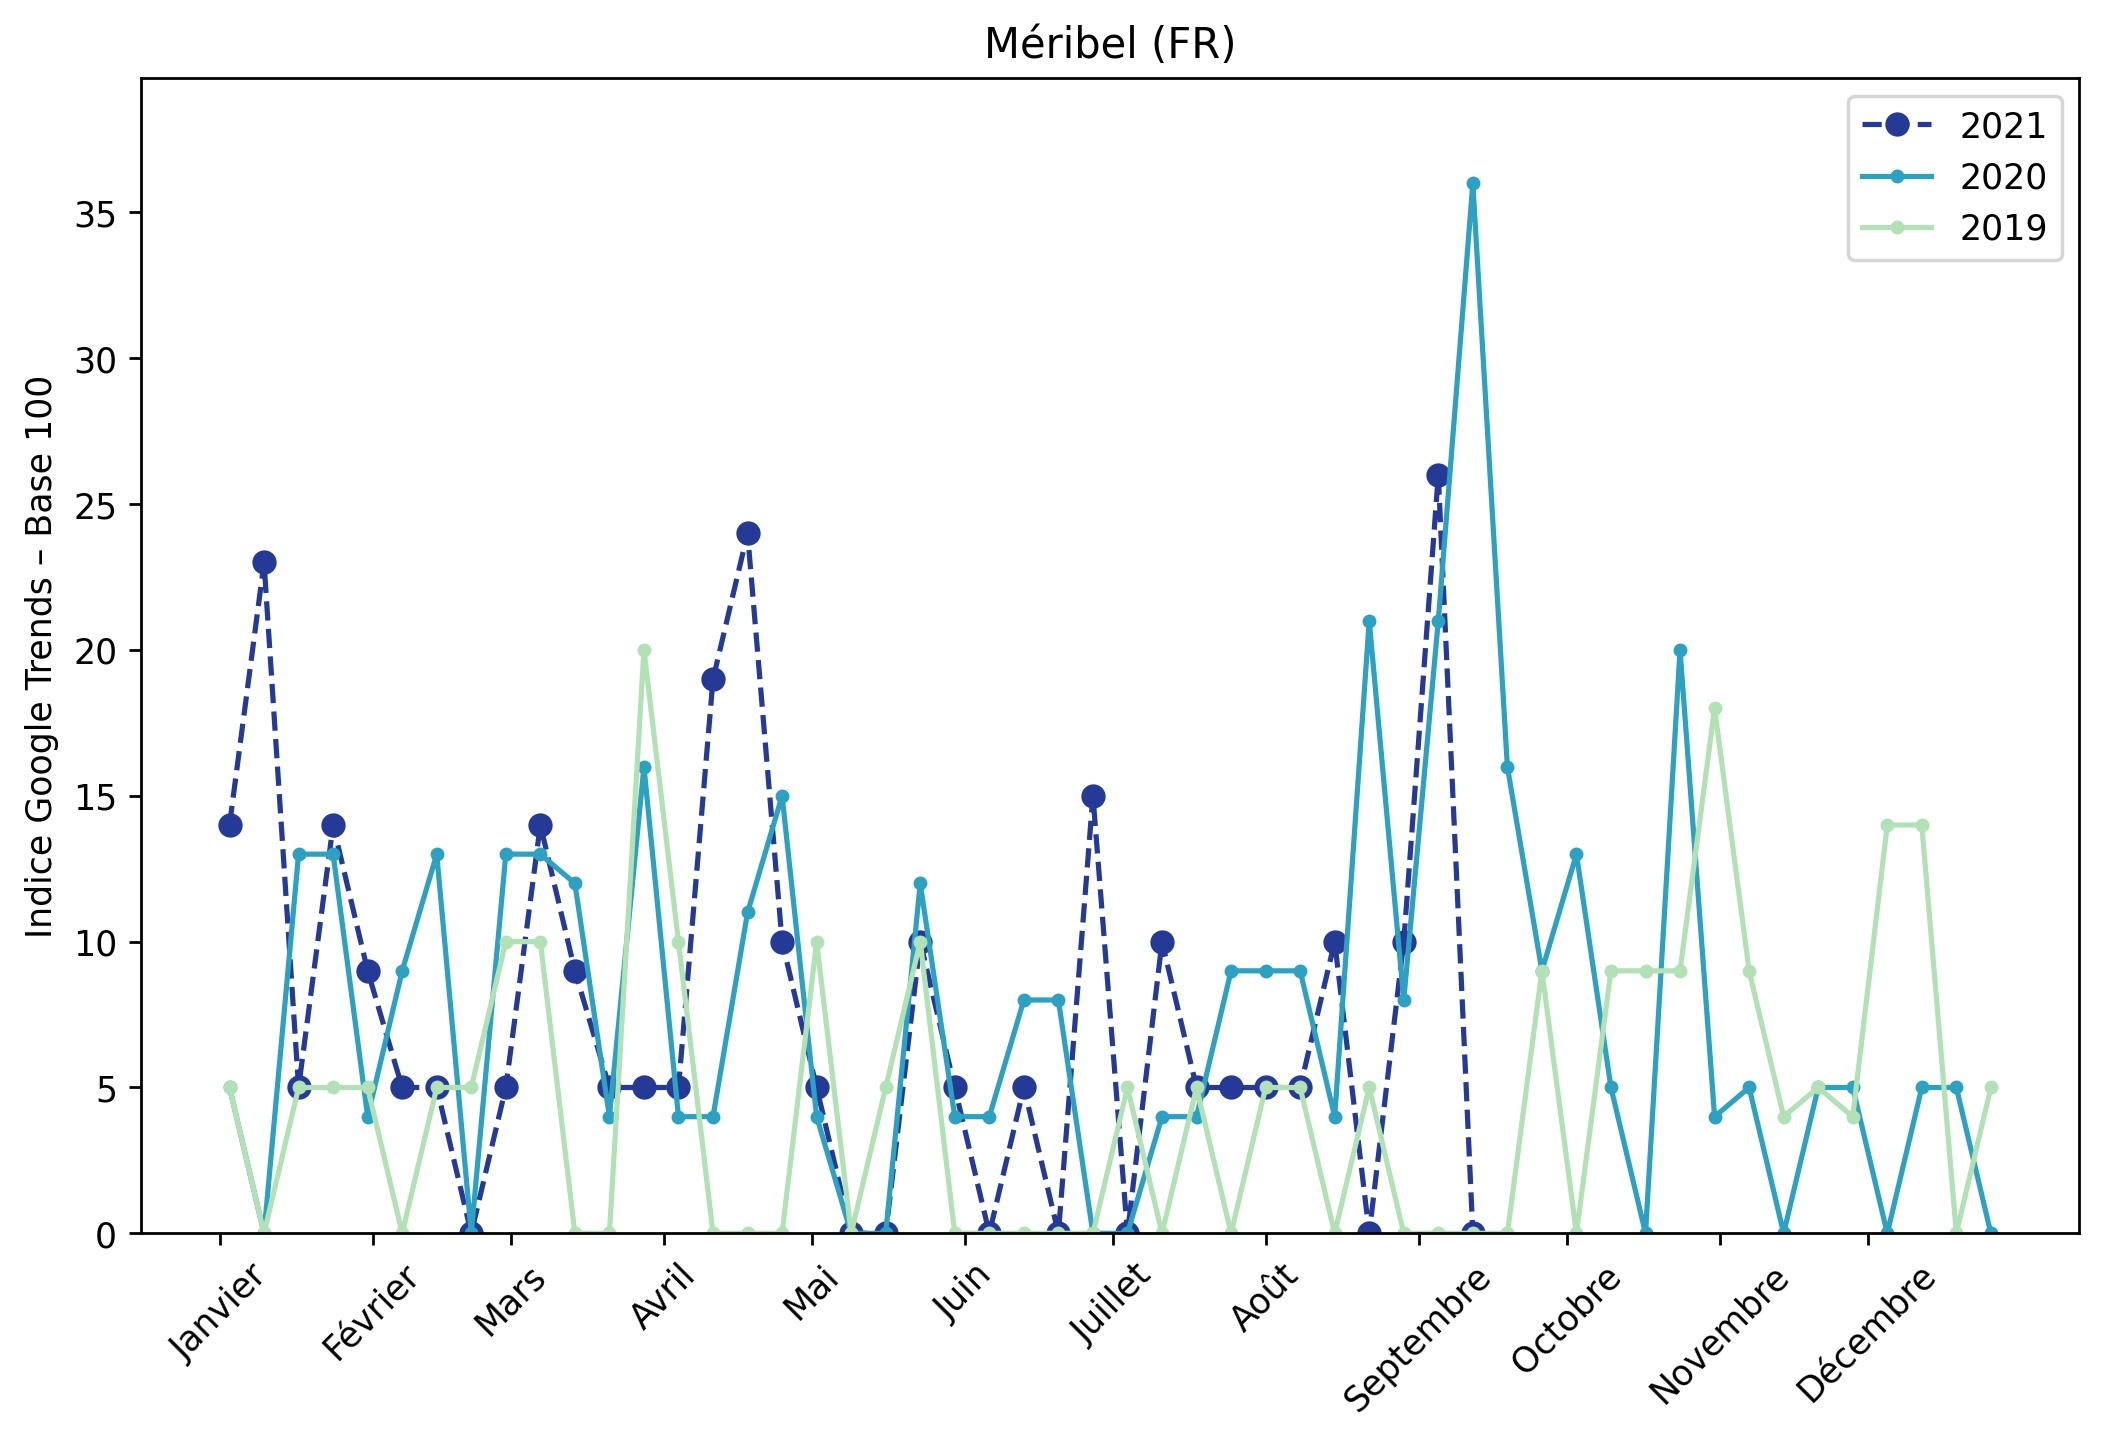 Méribel (FR)
2021
2020
2019
Indice Google Trends – Base 100
35
30
25
20
15
10
5
0
Janvier
Février
Mars
Avril
Mai
Juin
Juillet
Août
Septembre
Octobre
Novembre
Décembre